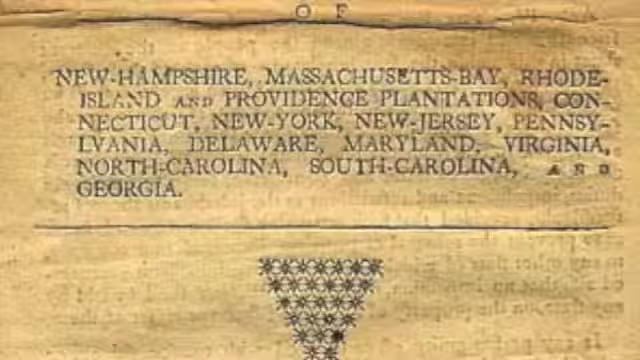 OF
NEW-HAMPSHIRE, MASSACHUSETTS-BAY, RHODE-
ISLAND AND PROVIDENCE PLANTATIONS, CON-
NECTICUT, NEW-YORK, NEW-JERSEY, PENNSY-
LVANIA, DELAWARE, MARYLAND, VIRGINIA,
NORTH-CAROLINA, SOUTH-CAROLINA, AND
GEORGIA.